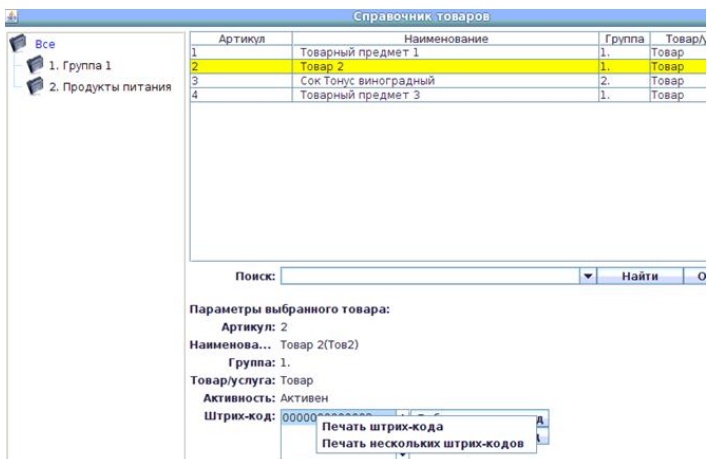 Справочник товаров
Все
1. Группа 1
2. Продукты питания
Артикул Наименование Группа
1 Товарный предмет 1 1. Товар
2 Товар 2 1. Товар
3 Сок Тонус виноградный 2. Товар
4 Товарный предмет 3 1. Товар
Поиск: Найти
Параметры выбранного товара:
Артикул: 2
Наименова... Товар 2(Тов2)
Группа: 1.
Товар/услуга: Товар
Активность: Активен
Штрих-код:
Печать штрих-кода
Печать нескольких штрих-кодов